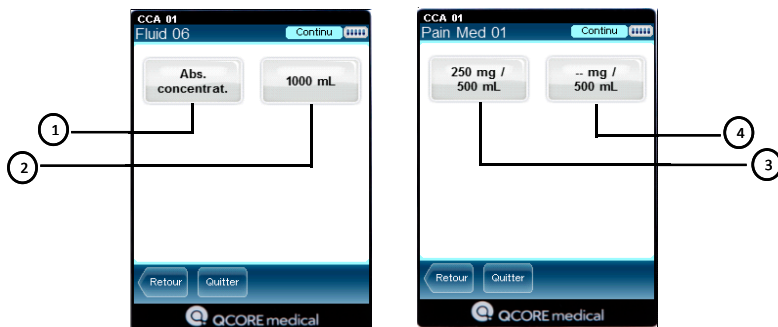 CCA 01
Fluid 06 Continu
Abs.
concentrat.
1000 mL
1
2
Retour Quitter
QCORE medical
CCA 01
Pain Med 01 Continu
250 mg /
500 mL
-- mg /
500 mL
4
3
Retour Quitter
QCORE medical